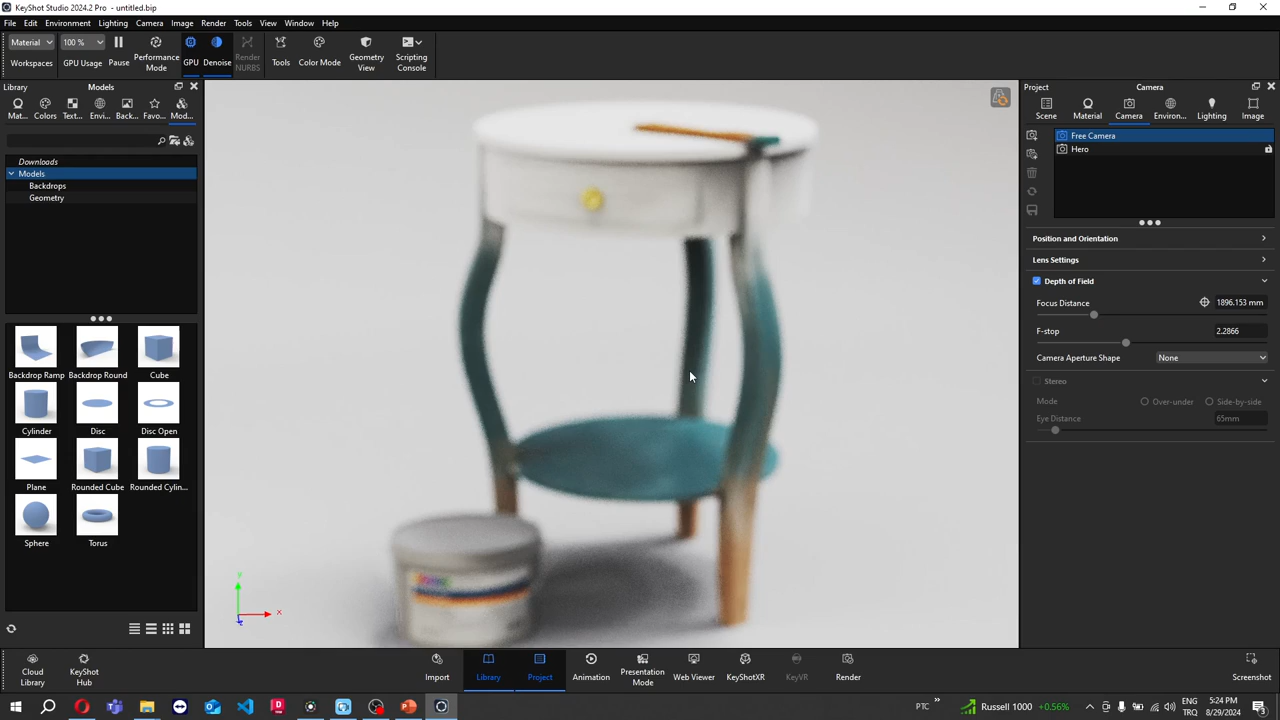 KeyShot Studio 2024.2 Pro - untitled.bip
File Edit Environment Lighting Camera Image Render Tools View Window Help
Material 100 %
Workspaces GPU Usage Pause Performance Mode GPU Denoise Render NURBS Tools Color Mode Geometry View Scripting Console
Library Models
Mat... Color Text... Envi... Back... Favo... Mod...
Downloads
Models
Backdrops
Geometry
Backdrop Ramp Backdrop Round Cube
Cylinder Disc Disc Open
Plane Rounded Cube Rounded Cylin...
Sphere Torus
y
x
Project Camera
Scene Material Camera Environ... Lighting Image
Free Camera
Hero
Position and Orientation
Lens Settings
Depth of Field
Focus Distance 1896.153 mm
F-stop 2.2866
Camera Aperture Shape None
Stereo
Mode Over-under Side-by-side
Eye Distance 65mm
Cloud Library KeyShot Hub Import Library Project Animation Presentation Mode Web Viewer KeyShotXR KeyVR Render Screenshot
PTC Russell 1000 +0.56% ENG 5:24 PM
TRQ 8/29/2024